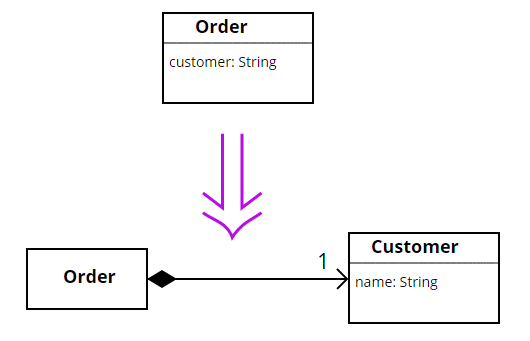 Order
customer: String
1
Customer
Order
name: String